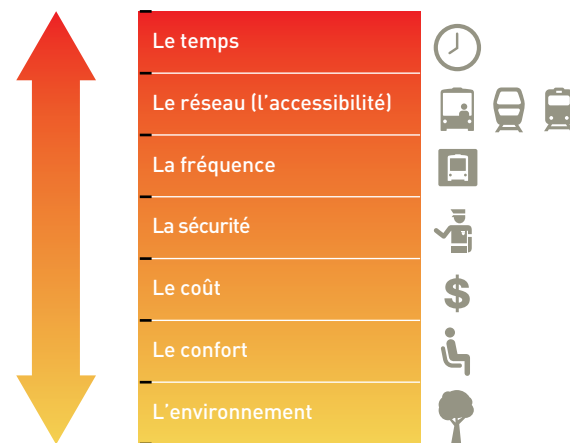 Le temps
Le réseau (l'accessibilité)
La fréquence
La sécurité
Le coût
$
Le confort
L'environnement